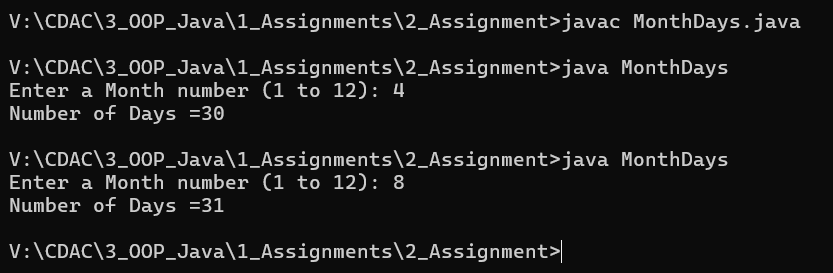 V:\CDAC\3_OOP_Java\1_Assignments\2_Assignment>javac MonthDays.java
V:\CDAC\3_OOP_Java\1_Assignments\2_Assignment>java MonthDays
Enter a Month number (1 to 12): 4
Number of Days =30
V:\CDAC\3_OOP_Java\1_Assignments\2_Assignment>java MonthDays
Enter a Month number (1 to 12): 8
Number of Days =31
V:\CDAC\3_OOP_Java\1_Assignments\2_Assignment>